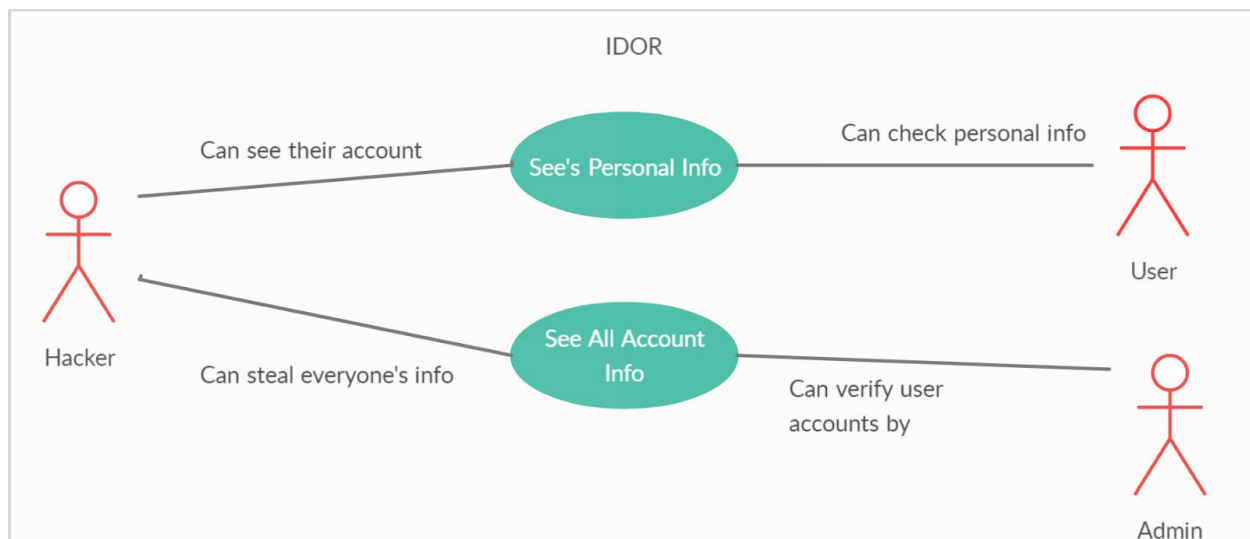 IDOR
Can see their account
See's Personal Info
Can check personal info
User
Hacker
Can steal everyone's info
See All Account
Info
Can verify user
accounts by
Admin